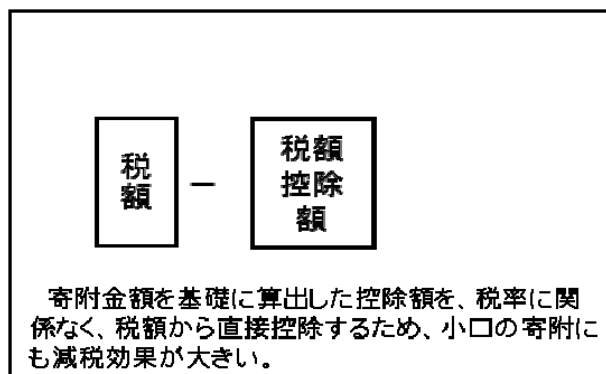 税額
－
税額
控除
額
寄附金額を基礎に算出した控除額を、税率に関
係なく、税額から直接控除するため、小口の寄附に
も減税効果が大きい。